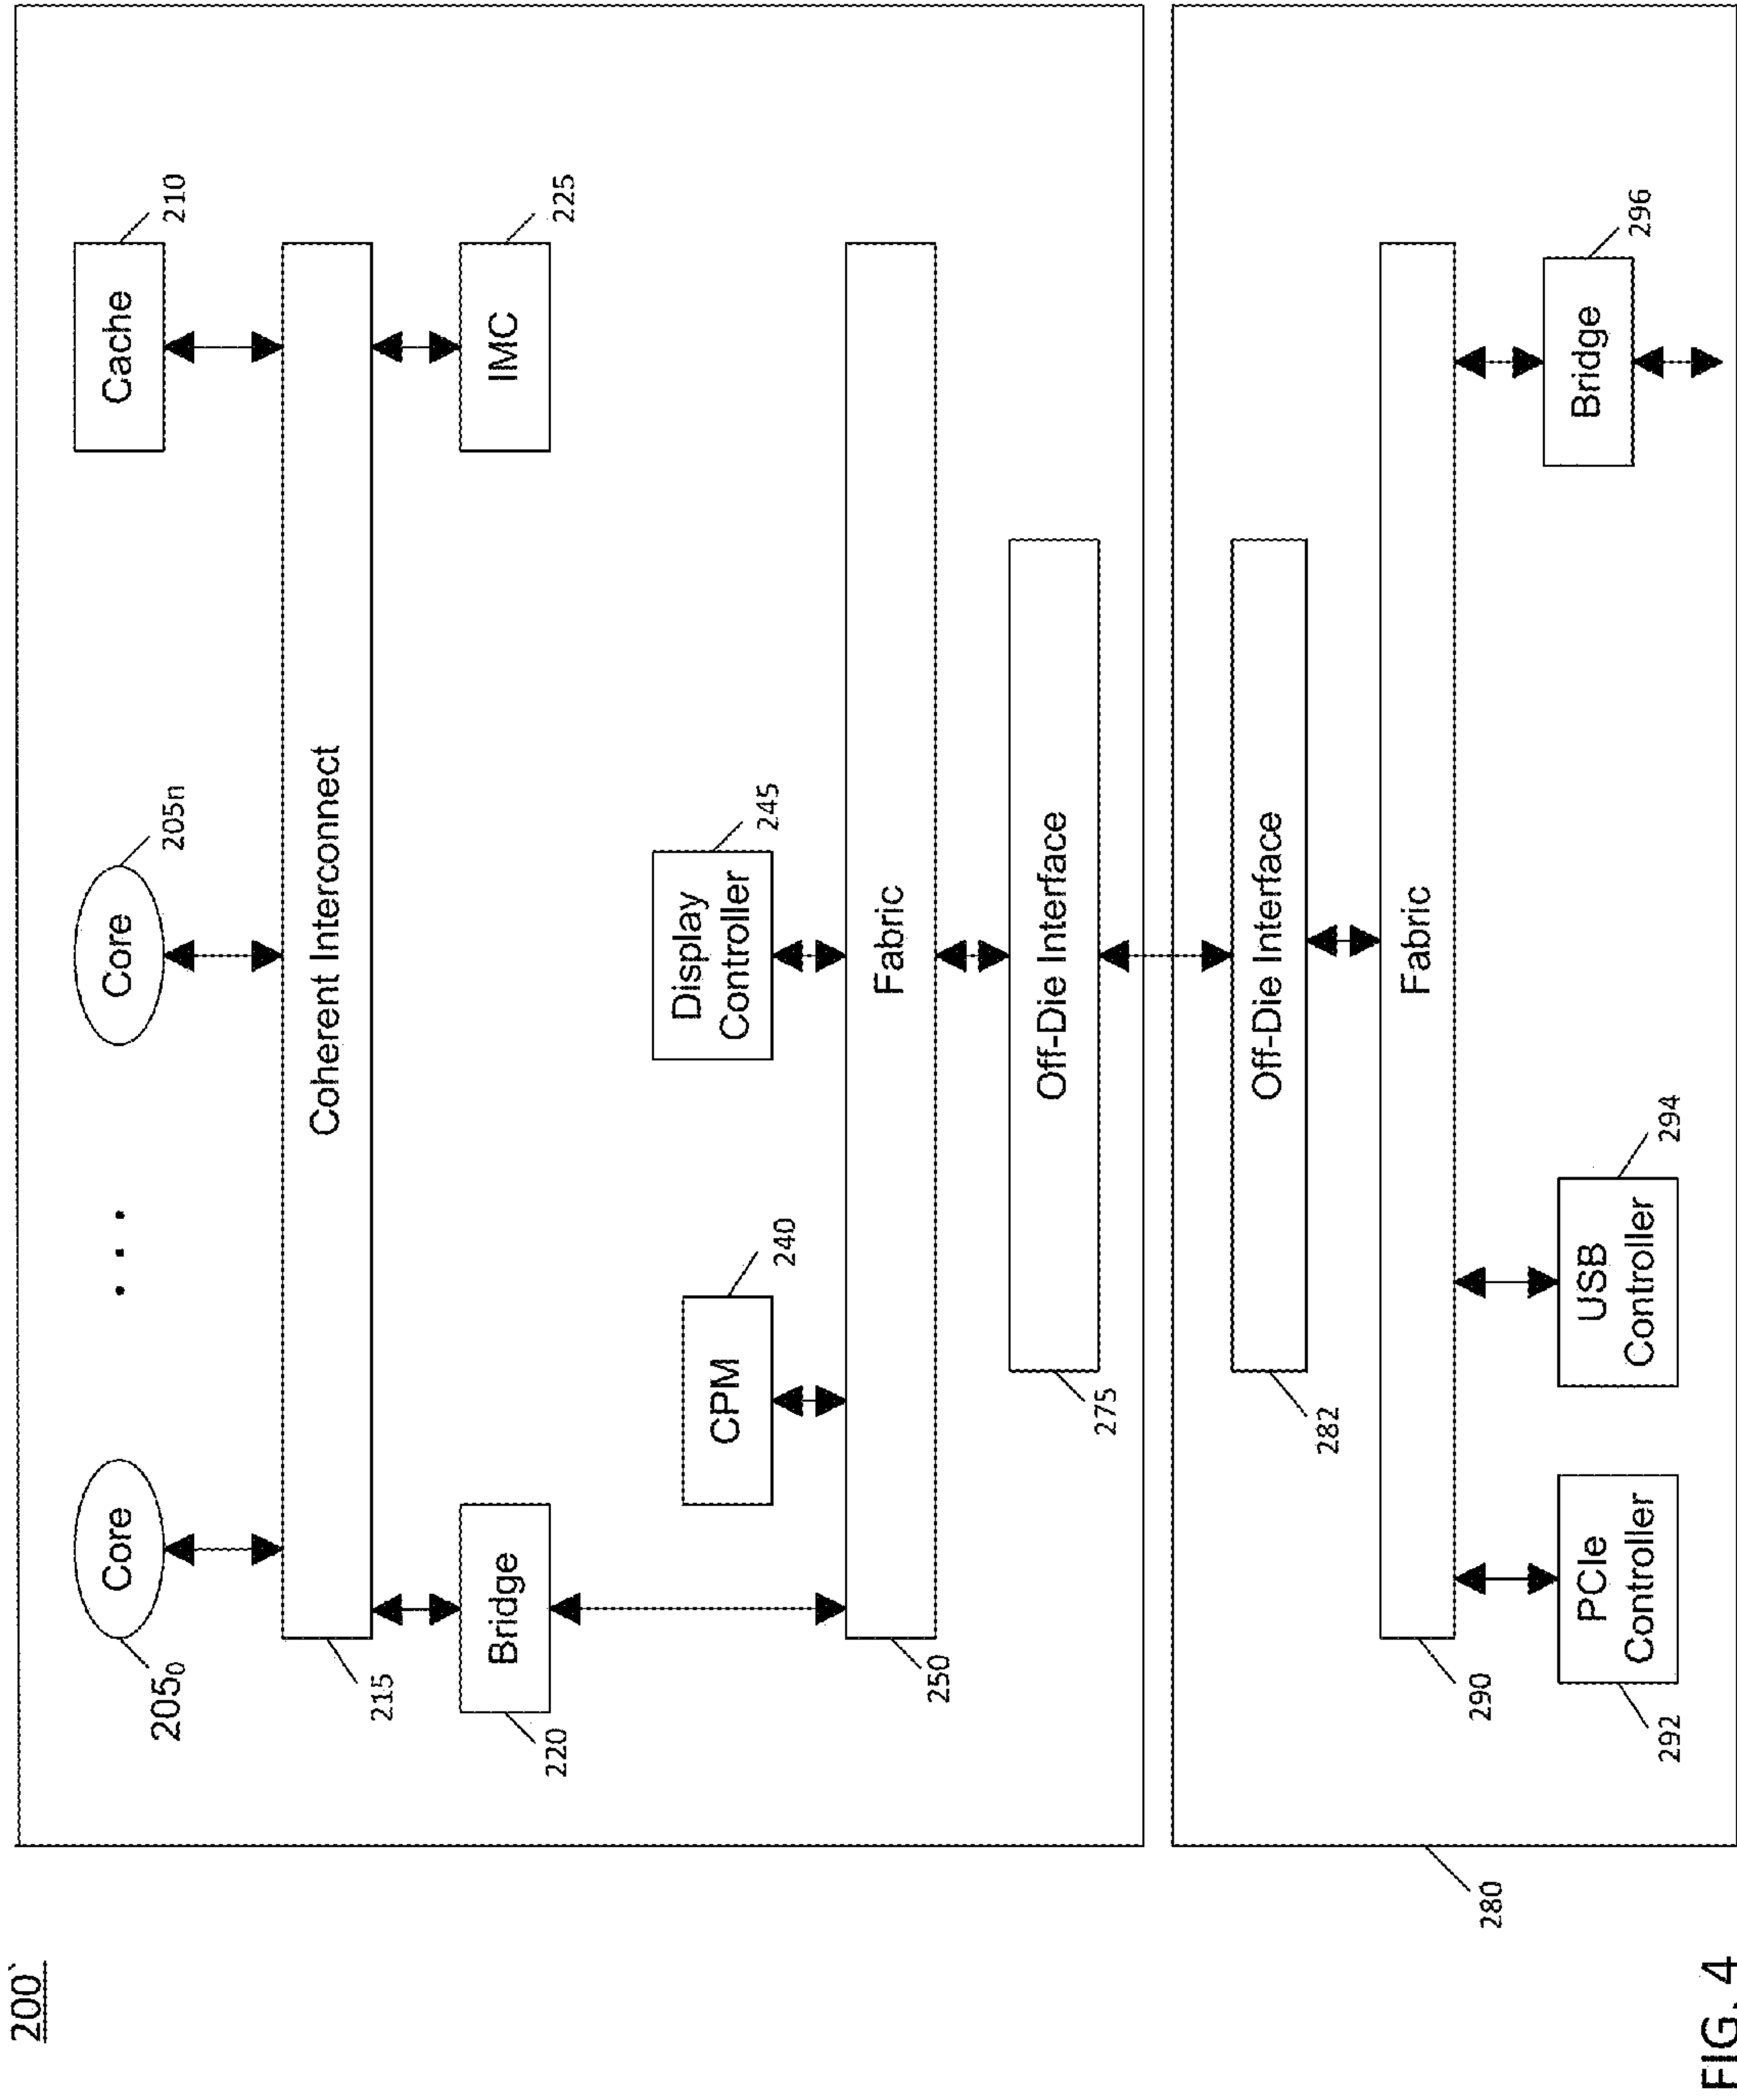 200`
Core
205₀
. . .
Core
205n
Cache
210
Coherent Interconnect
215
Bridge
220
IMC
225
CPM
240
Display
Controller
245
Fabric
250
Off-Die Interface
275
Off-Die Interface
282
Fabric
290
PCIe
Controller
292
USB
Controller
294
Bridge
296
280
FIG. 4